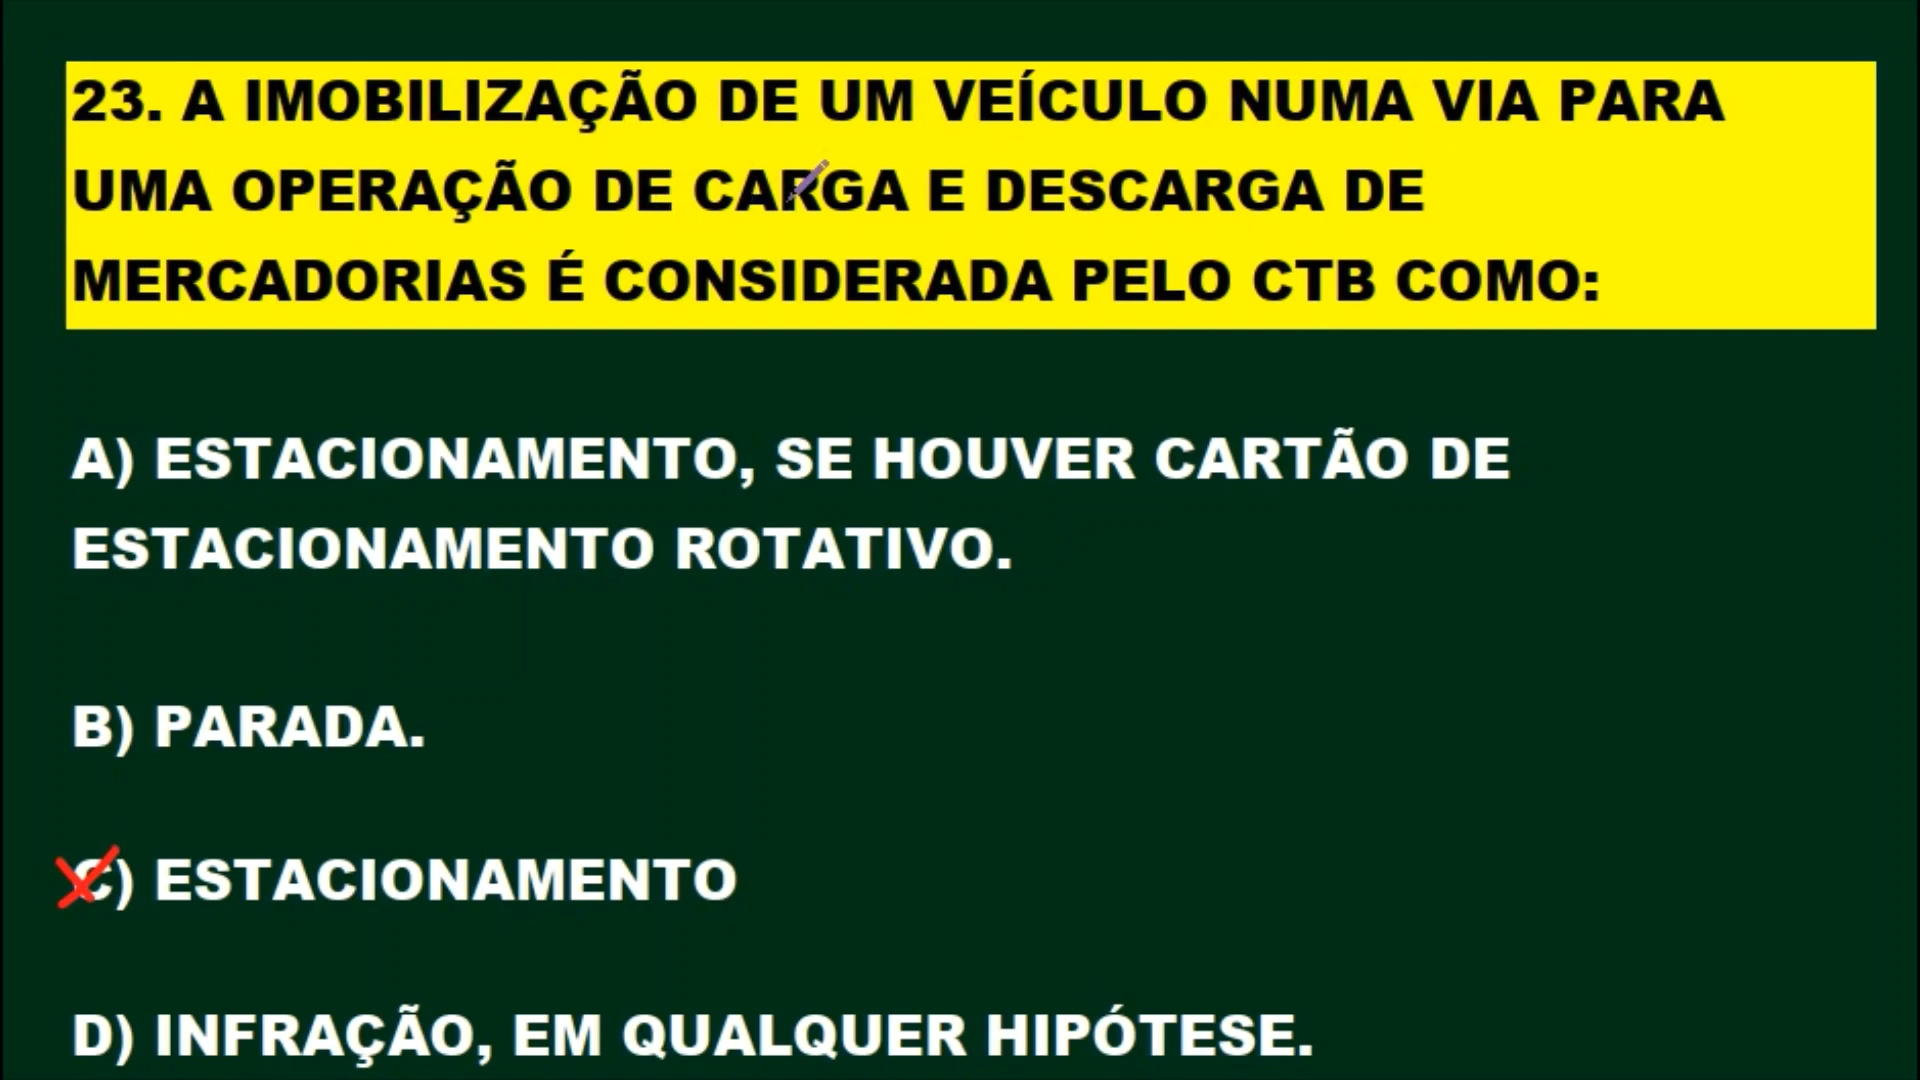 23. A IMOBILIZAÇÃO DE UM VEÍCULO NUMA VIA PARA
UMA OPERAÇÃO DE CARGA E DESCARGA DE
MERCADORIAS É CONSIDERADA PELO CTB COMO:
A) ESTACIONAMENTO, SE HOUVER CARTÃO DE
ESTACIONAMENTO ROTATIVO.
B) PARADA.
C) ESTACIONAMENTO
D) INFRAÇÃO, EM QUALQUER HIPÓTESE.